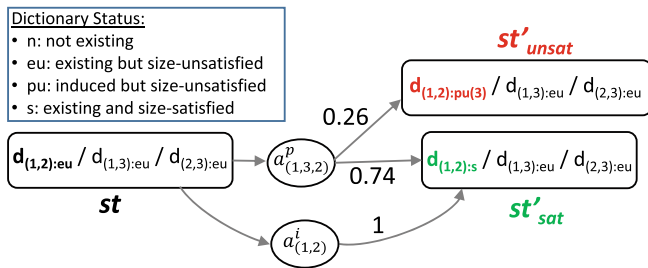 Dictionary Status:
• n: not existing
• eu: existing but size-unsatisfied
• pu: induced but size-unsatisfied
• s: existing and size-satisfied
st'unsat
d(1,2):pu(3) / d(1,3):eu / d(2,3):eu
0.26
d(1,2):eu / d(1,3):eu / d(2,3):eu
a^p_(1,3,2)
0.74
d(1,2):s / d(1,3):eu / d(2,3):eu
st
st'sat
a^i_(1,2)
1